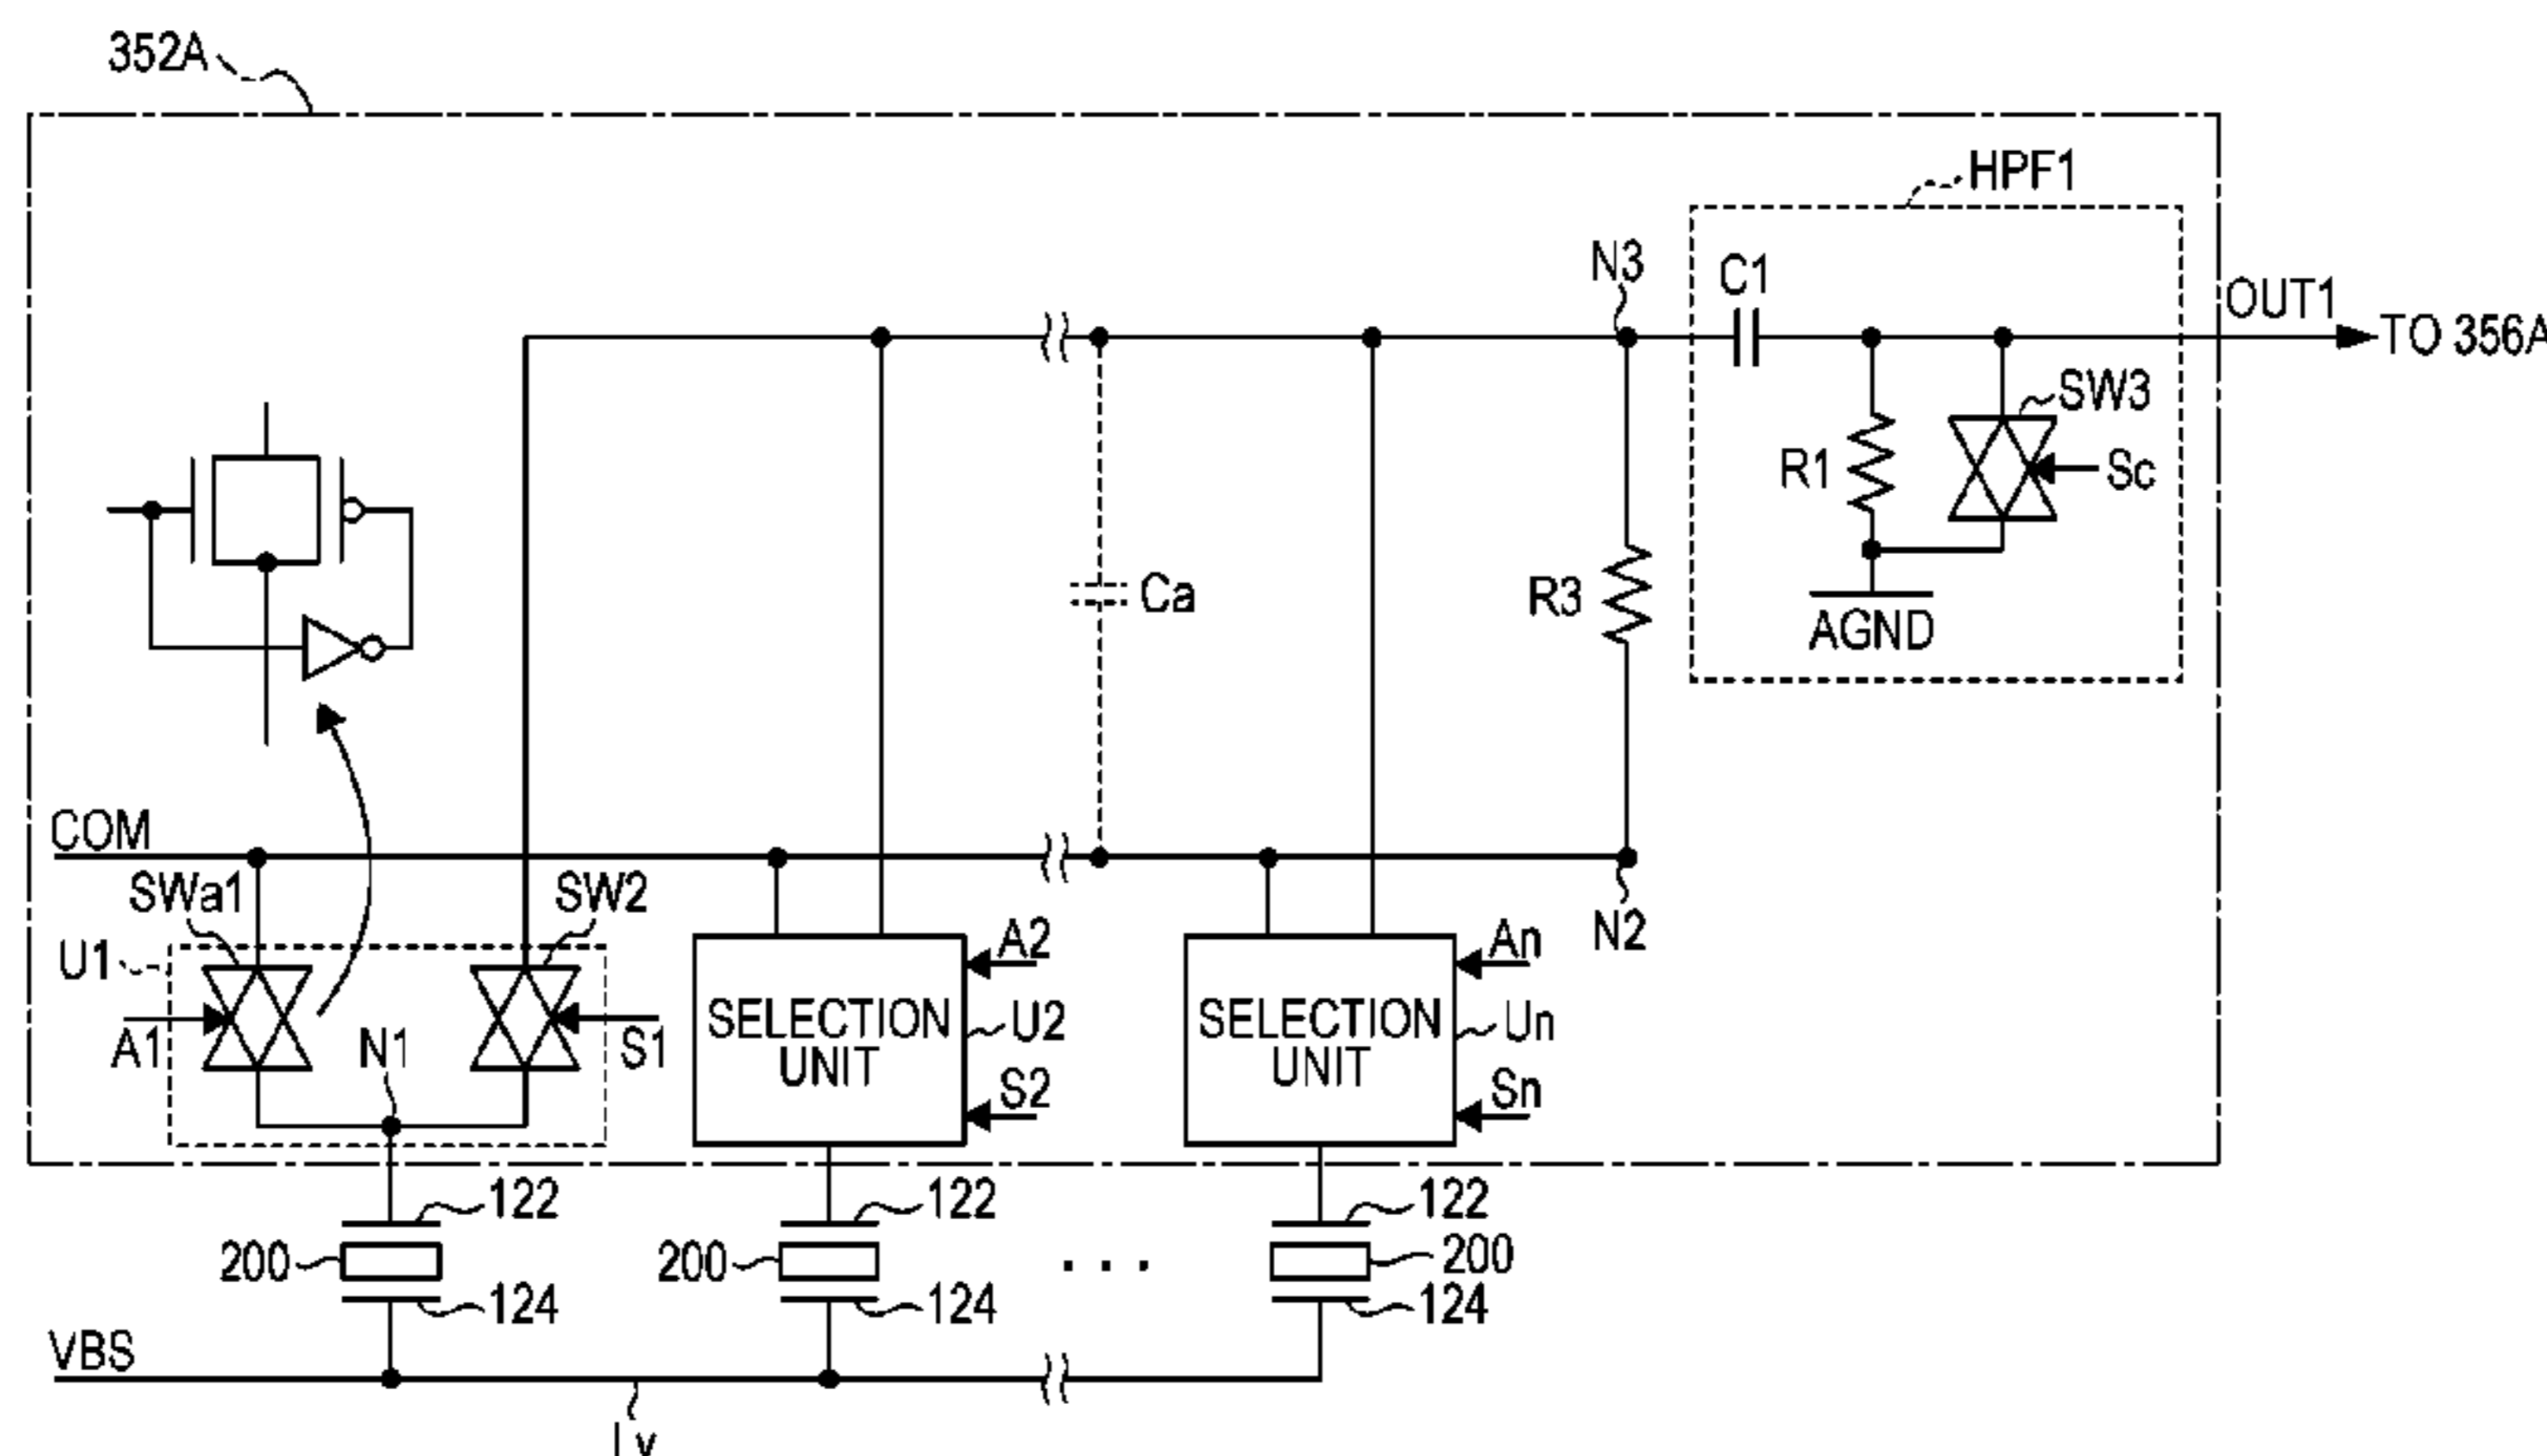 352A
HPF1
N3
C1
OUT1
TO 356A
SW3
R1
Sc
Ca
R3
AGND
COM
SWa1
SW2
N2
U1
A2
An
SELECTION
UNIT
U2
SELECTION
UNIT
Un
A1
N1
S1
S2
Sn
122
122
122
200
200
200
124
124
124
. . .
VBS